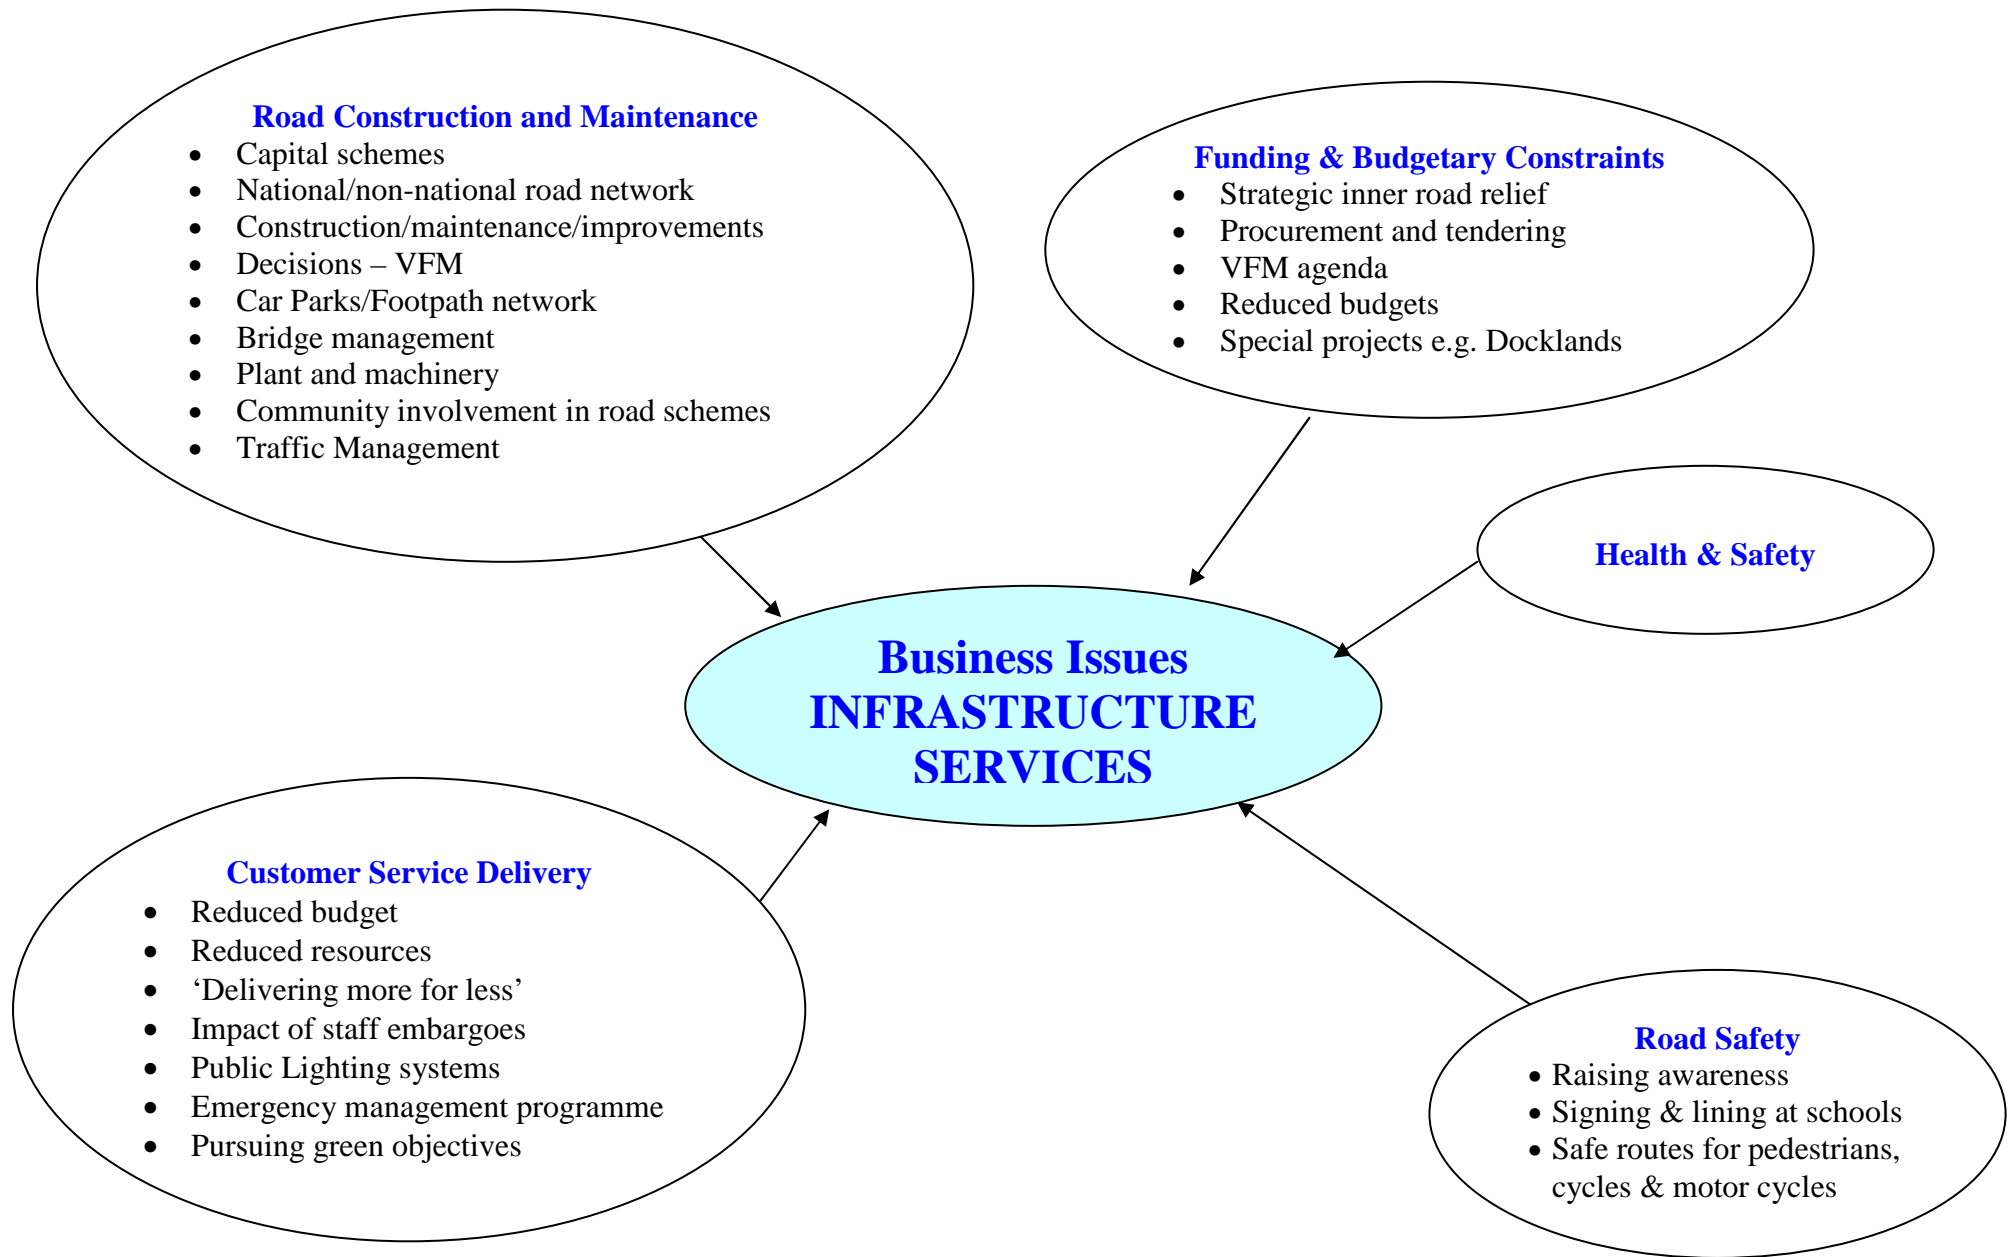 Road Construction and Maintenance
• Capital schemes
• National/non-national road network
• Construction/maintenance/improvements
• Decisions – VFM
• Car Parks/Footpath network
• Bridge management
• Plant and machinery
• Community involvement in road schemes
• Traffic Management
Funding & Budgetary Constraints
• Strategic inner road relief
• Procurement and tendering
• VFM agenda
• Reduced budgets
• Special projects e.g. Docklands
Health & Safety
Business Issues
INFRASTRUCTURE
SERVICES
Customer Service Delivery
• Reduced budget
• Reduced resources
• ‘Delivering more for less’
• Impact of staff embargoes
• Public Lighting systems
• Emergency management programme
• Pursuing green objectives
Road Safety
• Raising awareness
• Signing & lining at schools
• Safe routes for pedestrians,
cycles & motor cycles